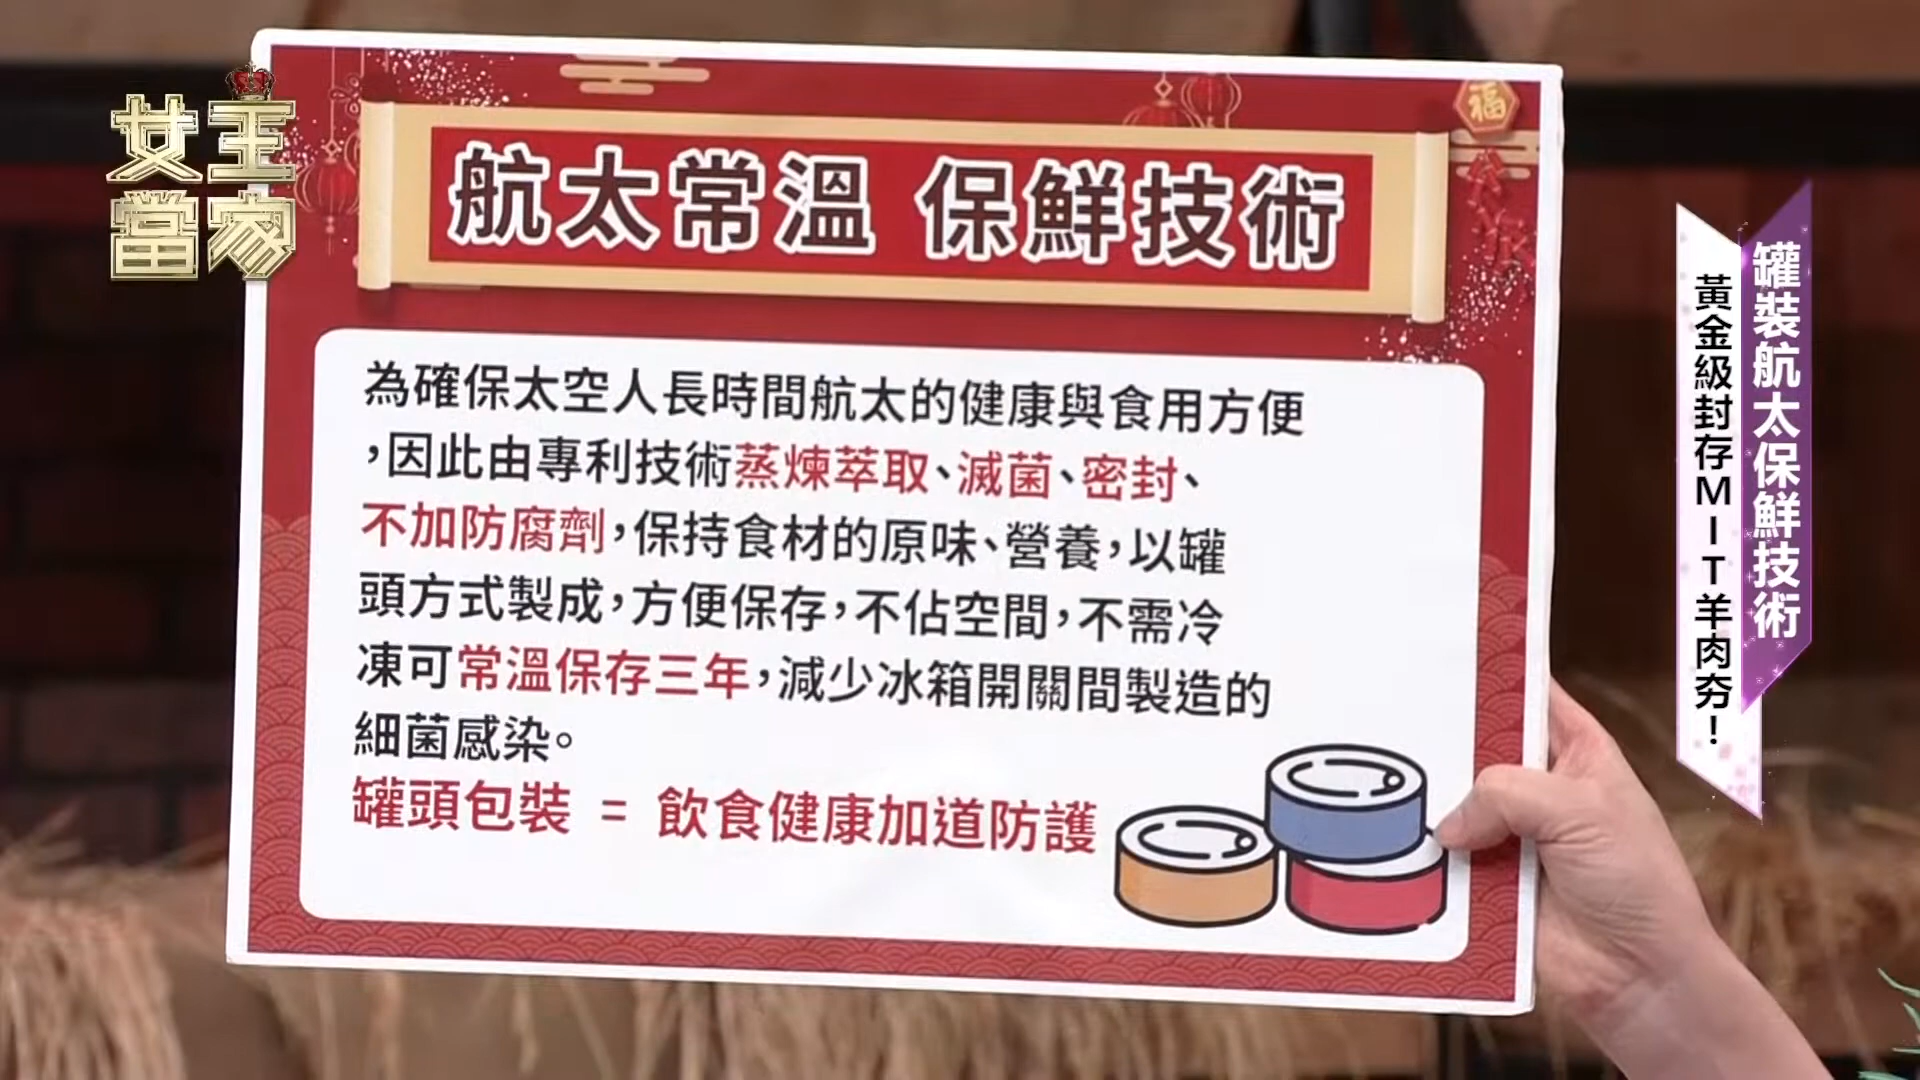 女王
當家
福
航太常溫 保鮮技術
為確保太空人長時間航太的健康與食用方便
，因此由專利技術蒸煉萃取、滅菌、密封、
不加防腐劑，保持食材的原味、營養，以罐
頭方式製成，方便保存，不佔空間，不需冷
凍可常溫保存三年，減少冰箱開關間製造的
細菌感染。
罐頭包裝 = 飲食健康加道防護
罐裝航太保鮮技術
黃金級封存MIT羊肉夯！